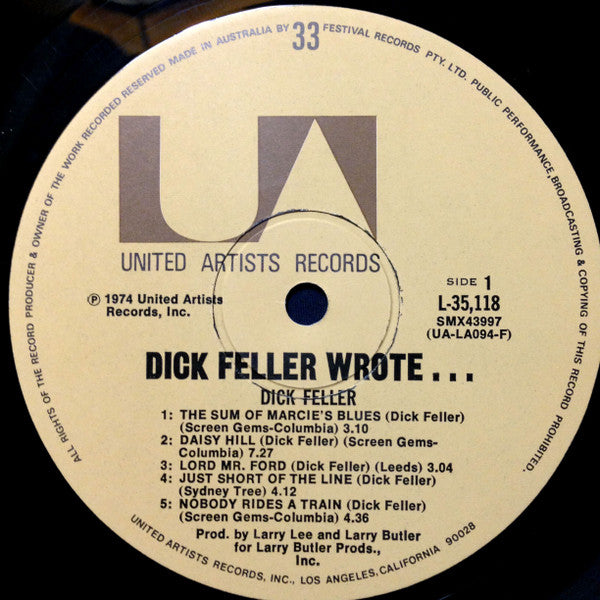 ALL RIGHTS OF THE RECORD PRODUCER & OWNER OF THE WORK RECORDED RESERVED MADE IN AUSTRALIA BY FESTIVAL RECORDS PTY. LTD. PUBLIC PERFORMANCE, BROADCASTING & COPYING OF THIS RECORD PROHIBITED.
33
UA
UNITED ARTISTS RECORDS
℗ 1974 United Artists
Records, Inc.
SIDE 1
L-35,118
SMX43997
(UA-LA094-F)
DICK FELLER WROTE...
DICK FELLER
1: THE SUM OF MARCIE'S BLUES (Dick Feller)
(Screen Gems-Columbia) 3.10
2: DAISY HILL (Dick Feller) (Screen Gems-
Columbia) 7.27
3: LORD MR. FORD (Dick Feller) (Leeds) 3.04
4: JUST SHORT OF THE LINE (Dick Feller)
(Sydney Tree) 4.12
5: NOBODY RIDES A TRAIN (Dick Feller)
(Screen Gems-Columbia) 4.36
Prod. by Larry Lee and Larry Butler
for Larry Butler Prods.,
Inc.
UNITED ARTISTS RECORDS, INC., LOS ANGELES, CALIFORNIA 90028